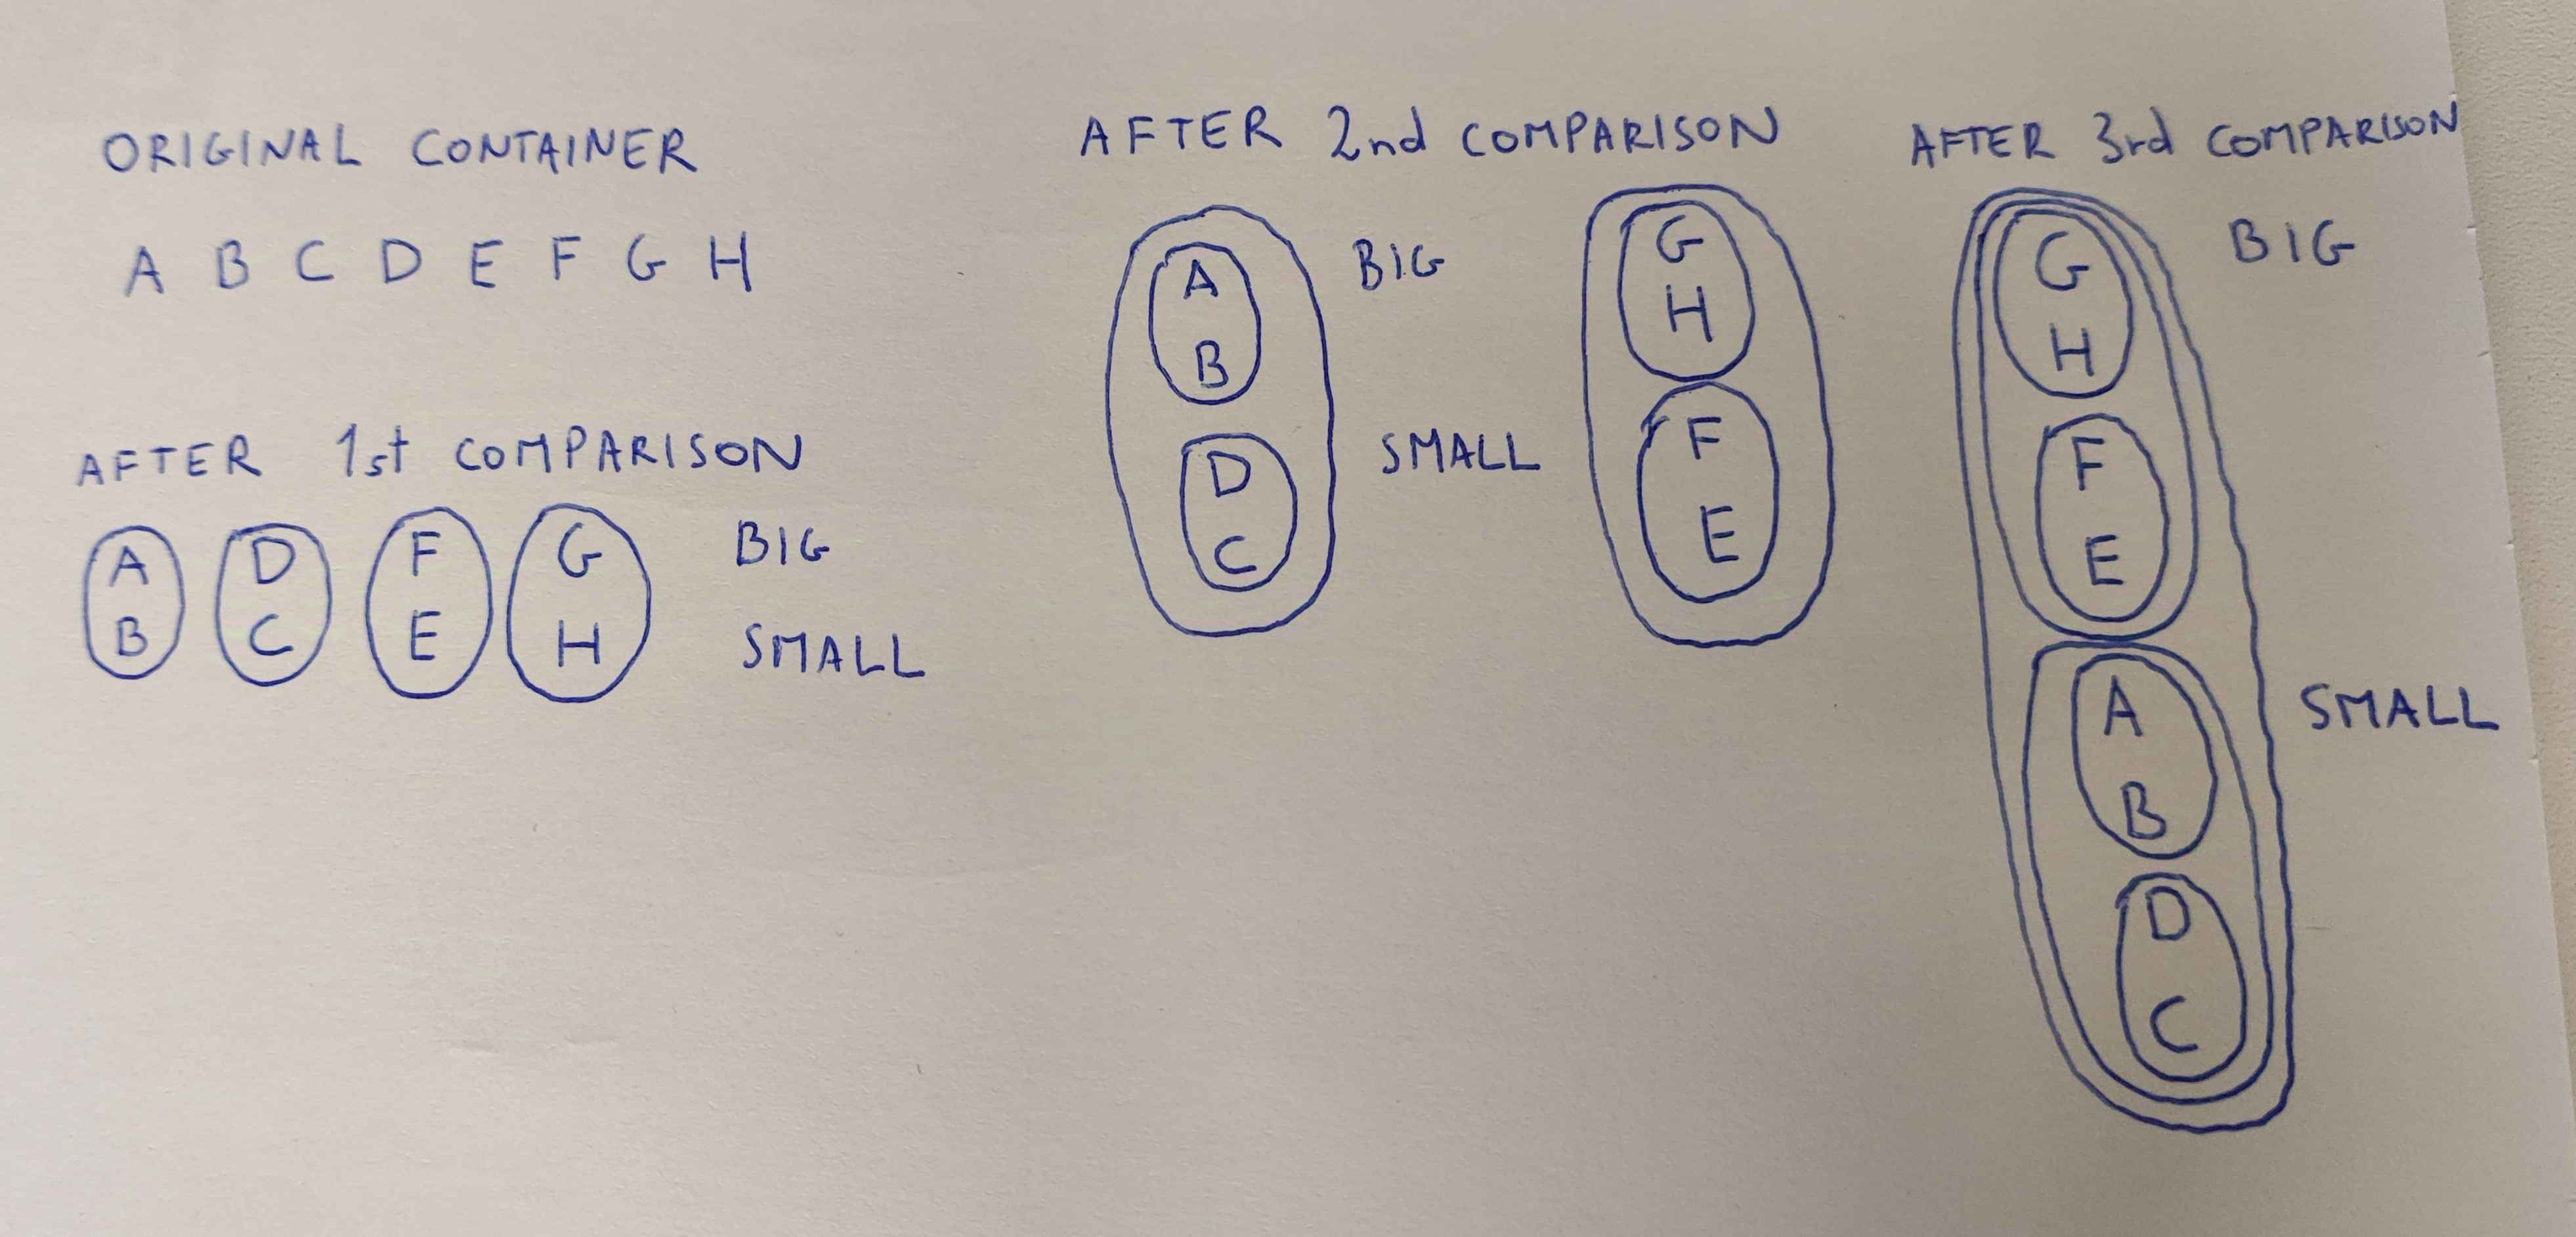 ORIGINAL CONTAINER
A B C D E F G H
AFTER 1st COMPARISON
A D F G BIG
B C E H SMALL
AFTER 2nd COMPARISON
A BIG G
B H
D SMALL F
C E
AFTER 3rd COMPARISON
G BIG
H
F
E
A SMALL
B
D
C